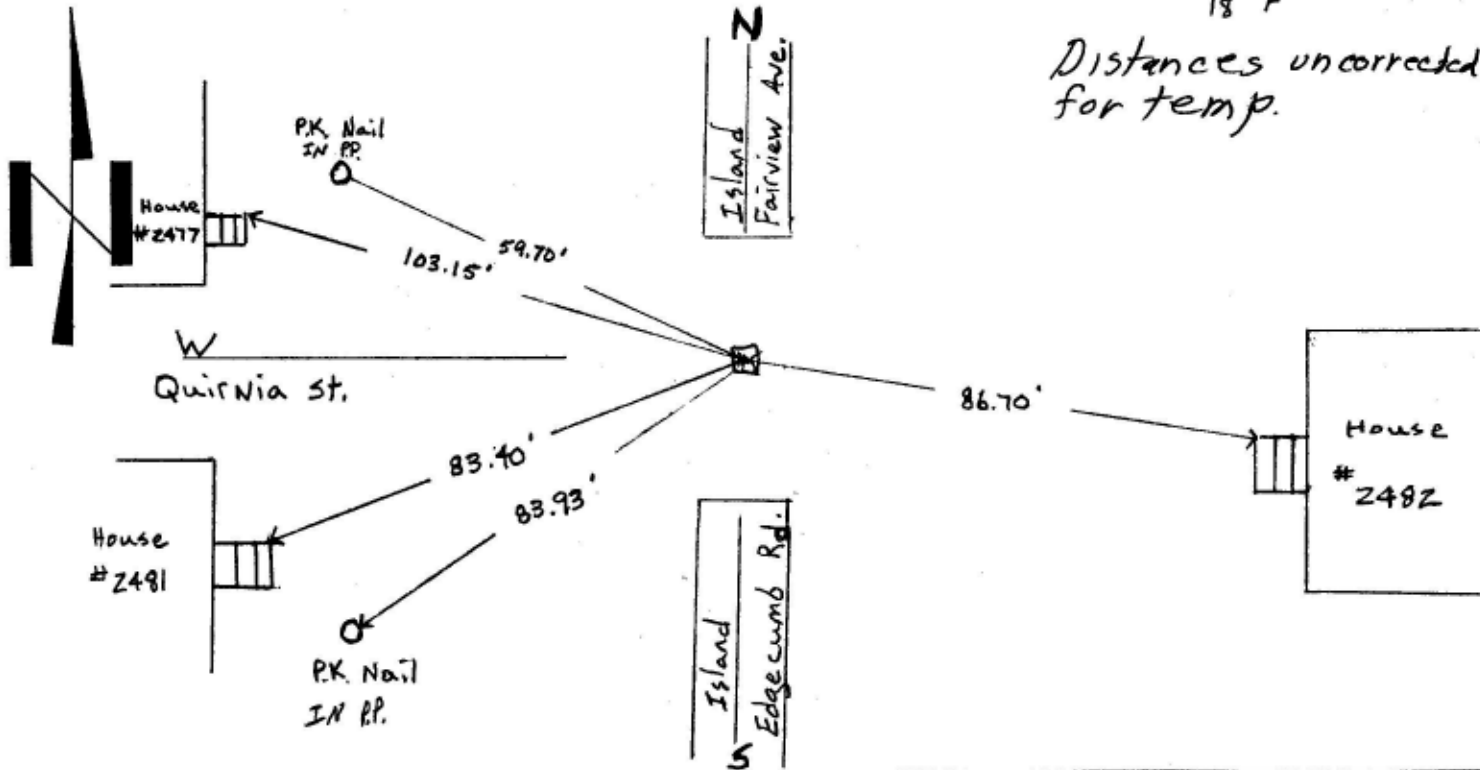 18 F
Distances uncorrected
for temp.
N
Island
Fairview Ave.
P.K. Nail
IN P.P.
House
#2477
59.70'
103.15'
W
Quirnia St.
86.70'
House
#
2482
83.40'
83.93'
House
#2481
P.K. Nail
IN P.P.
Island
Edgecumb Rd.
S